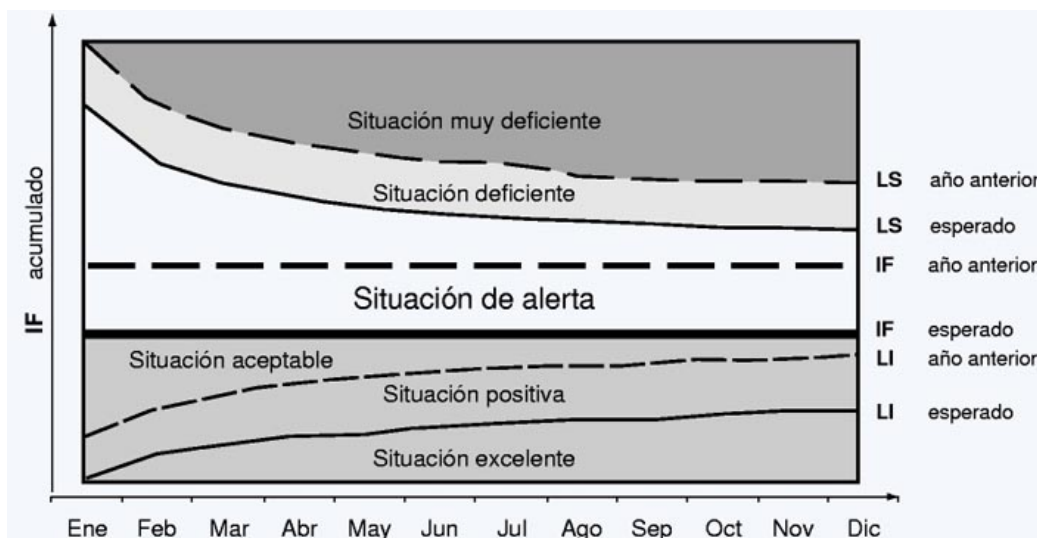 IF acumulado
Situación muy deficiente
Situación deficiente
Situación de alerta
Situación aceptable
Situación positiva
Situación excelente
LS año anterior
LS esperado
IF año anterior
IF esperado
LI año anterior
LI esperado
Ene Feb Mar Abr May Jun Jul Ago Sep Oct Nov Dic